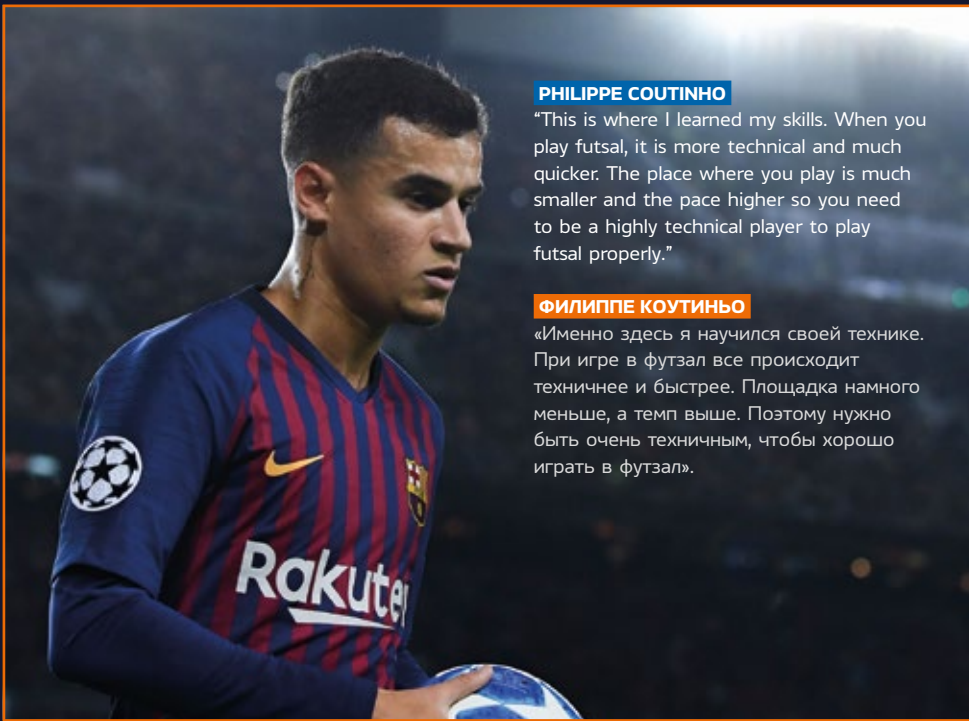 PHILIPPE COUTINHO
“This is where I learned my skills. When you
play futsal, it is more technical and much
quicker. The place where you play is much
smaller and the pace higher so you need
to be a highly technical player to play
futsal properly.”
ФИЛИППЕ КОУТИНЬО
«Именно здесь я научился своей технике.
При игре в футзал все происходит
техничнее и быстрее. Площадка намного
меньше, а темп выше. Поэтому нужно
быть очень техничным, чтобы хорошо
играть в футзал».
Rakuten